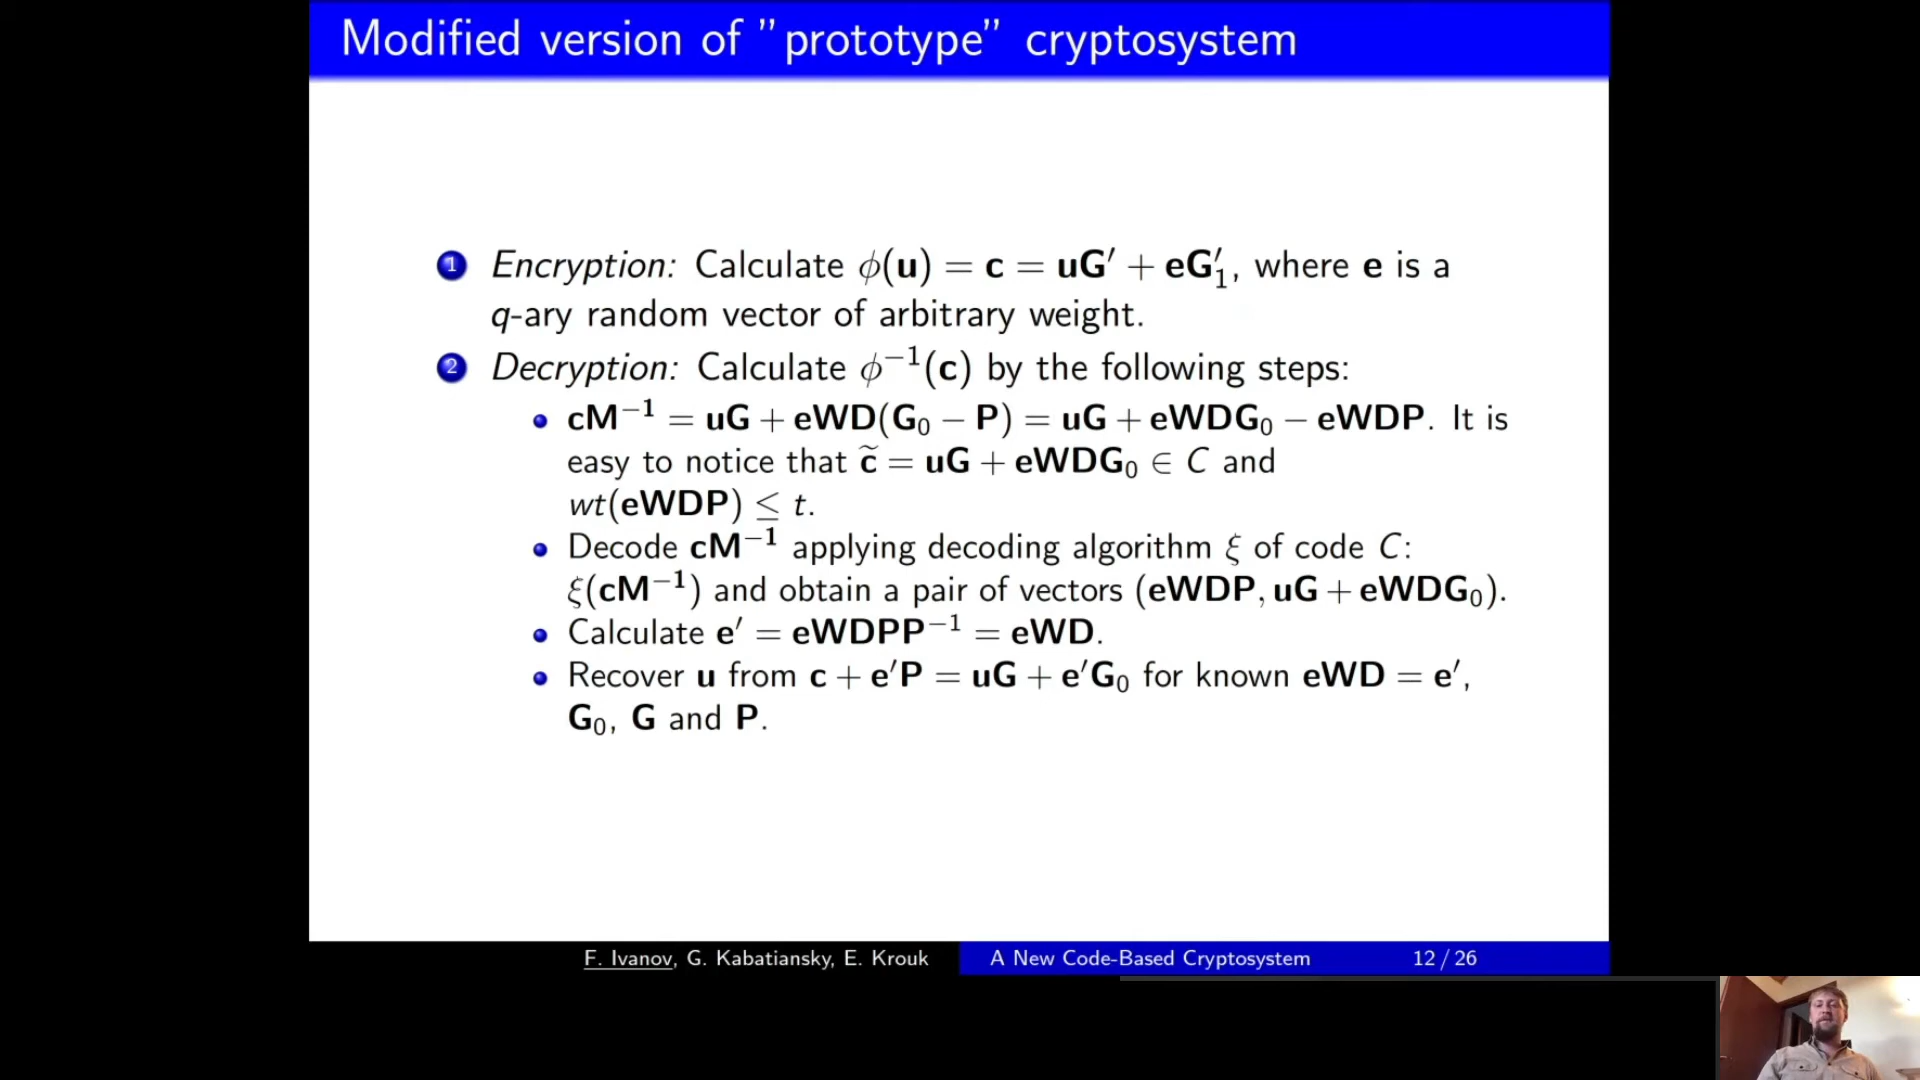 Modified version of ”prototype” cryptosystem
1 Encryption: Calculate ϕ(u) = c = uG′ + eG′₁, where e is a
q-ary random vector of arbitrary weight.
2 Decryption: Calculate ϕ⁻¹(c) by the following steps:
• cM⁻¹ = uG + eWD(G₀ − P) = uG + eWDG₀ − eWDP. It is
easy to notice that c̃ = uG + eWDG₀ ∈ C and
wt(eWDP) ≤ t.
• Decode cM⁻¹ applying decoding algorithm ξ of code C:
ξ(cM⁻¹) and obtain a pair of vectors (eWDP, uG + eWDG₀).
• Calculate e′ = eWDPP⁻¹ = eWD.
• Recover u from c + e′P = uG + e′G₀ for known eWD = e′,
G₀, G and P.
F. Ivanov, G. Kabatiansky, E. Krouk A New Code-Based Cryptosystem 12 / 26